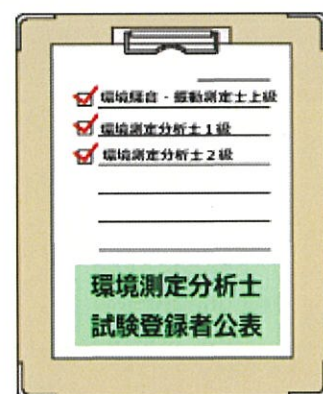 環境騒音・振動測定士上級
環境測定分析士1級
環境測定分析士2級
環境測定分析士
試験登録者公表